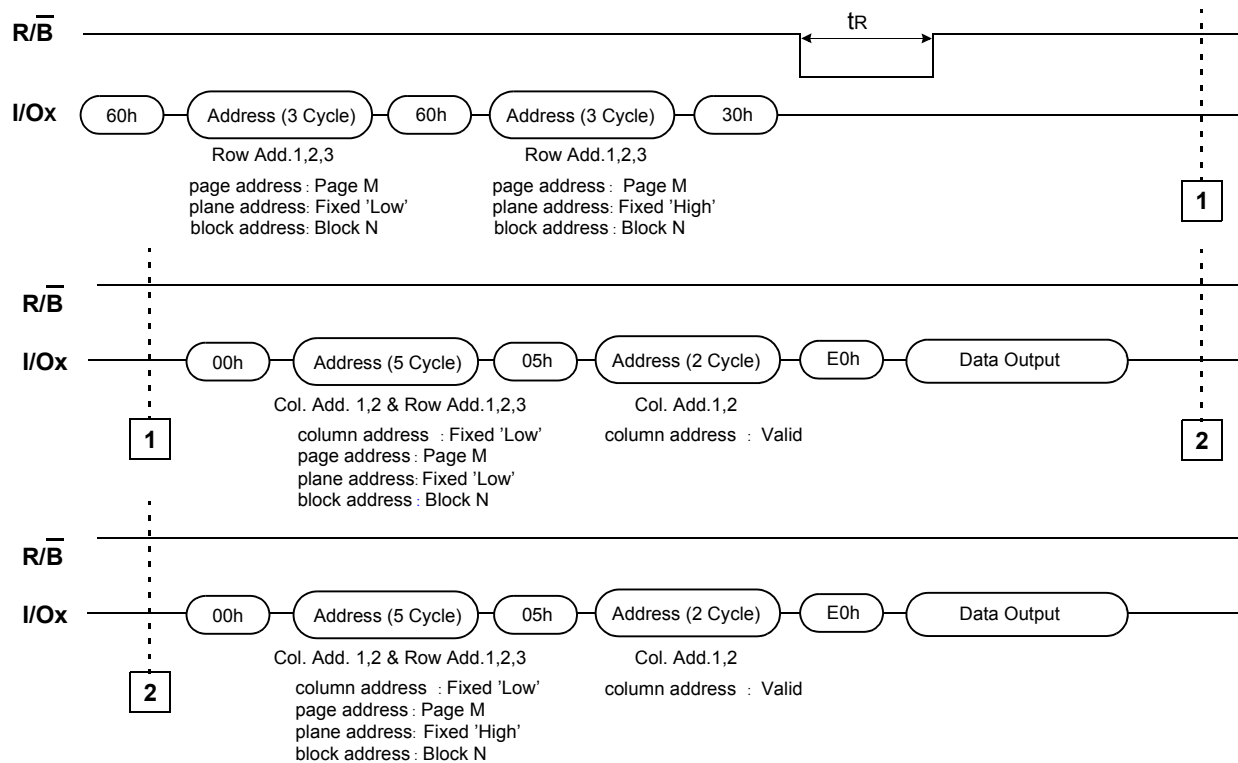 R/B tR
I/Ox 60h Address (3 Cycle) 60h Address (3 Cycle) 30h
Row Add.1,2,3 Row Add.1,2,3
page address : Page M page address : Page M
plane address: Fixed 'Low' plane address: Fixed 'High'
block address: Block N block address : Block N
1
R/B
I/Ox 00h Address (5 Cycle) 05h Address (2 Cycle) E0h Data Output
Col. Add. 1,2 & Row Add.1,2,3 Col. Add.1,2
1 column address : Fixed 'Low' column address : Valid 2
page address : Page M
plane address: Fixed 'Low'
block address : Block N
R/B
I/Ox 00h Address (5 Cycle) 05h Address (2 Cycle) E0h Data Output
Col. Add. 1,2 & Row Add.1,2,3 Col. Add.1,2
2 column address : Fixed 'Low' column address : Valid
page address : Page M
plane address: Fixed 'High'
block address : Block N